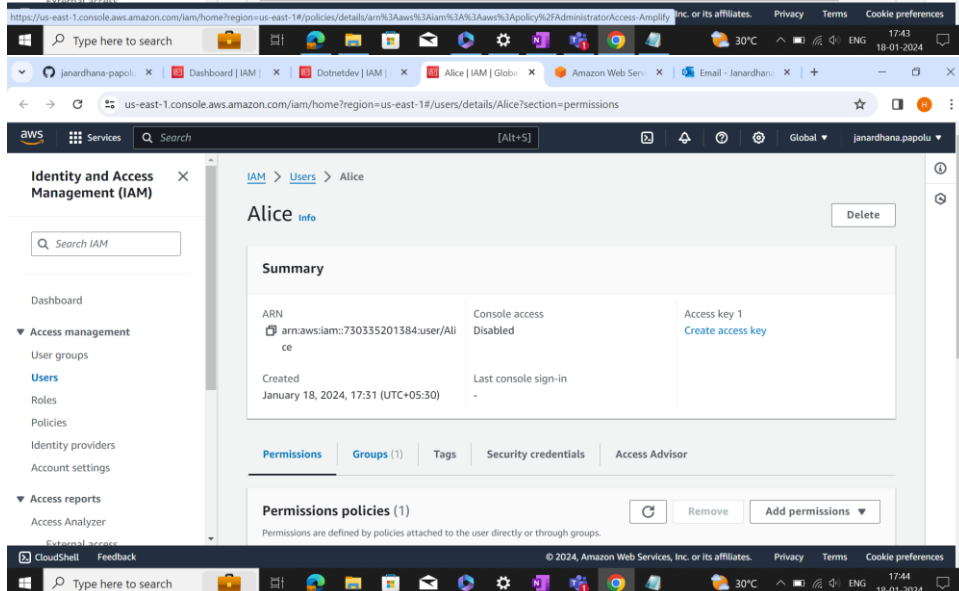 External access
https://us-east-1.console.aws.amazon.com/iam/home?region=us-east-1#/policies/details/arn%3Aaws%3Aiam%3A%3Aaws%3Apolicy%2FAdministratorAccess-Amplify
Inc. or its affiliates. Privacy Terms Cookie preferences
Type here to search 30°C ENG 17:43
18-01-2024
janardhana-papolu Dashboard | IAM | Dotnetdev | IAM | Alice | IAM | Global Amazon Web Serv Email - Janardhana
us-east-1.console.aws.amazon.com/iam/home?region=us-east-1#/users/details/Alice?section=permissions H
aws Services Search [Alt+S] Global janardhana.papolu
Identity and Access
Management (IAM)
Search IAM
Dashboard
Access management
User groups
Users
Roles
Policies
Identity providers
Account settings
Access reports
Access Analyzer
External access
IAM > Users > Alice
Alice Info
Delete
Summary
ARN
arn:aws:iam::730335201384:user/Ali
ce
Console access
Disabled
Access key 1
Create access key
Created
January 18, 2024, 17:31 (UTC+05:30)
Last console sign-in
-
Permissions Groups (1) Tags Security credentials Access Advisor
Permissions policies (1)
Remove Add permissions
Permissions are defined by policies attached to the user directly or through groups.
CloudShell Feedback © 2024, Amazon Web Services, Inc. or its affiliates. Privacy Terms Cookie preferences
Type here to search 30°C ENG 17:44
18-01-2024